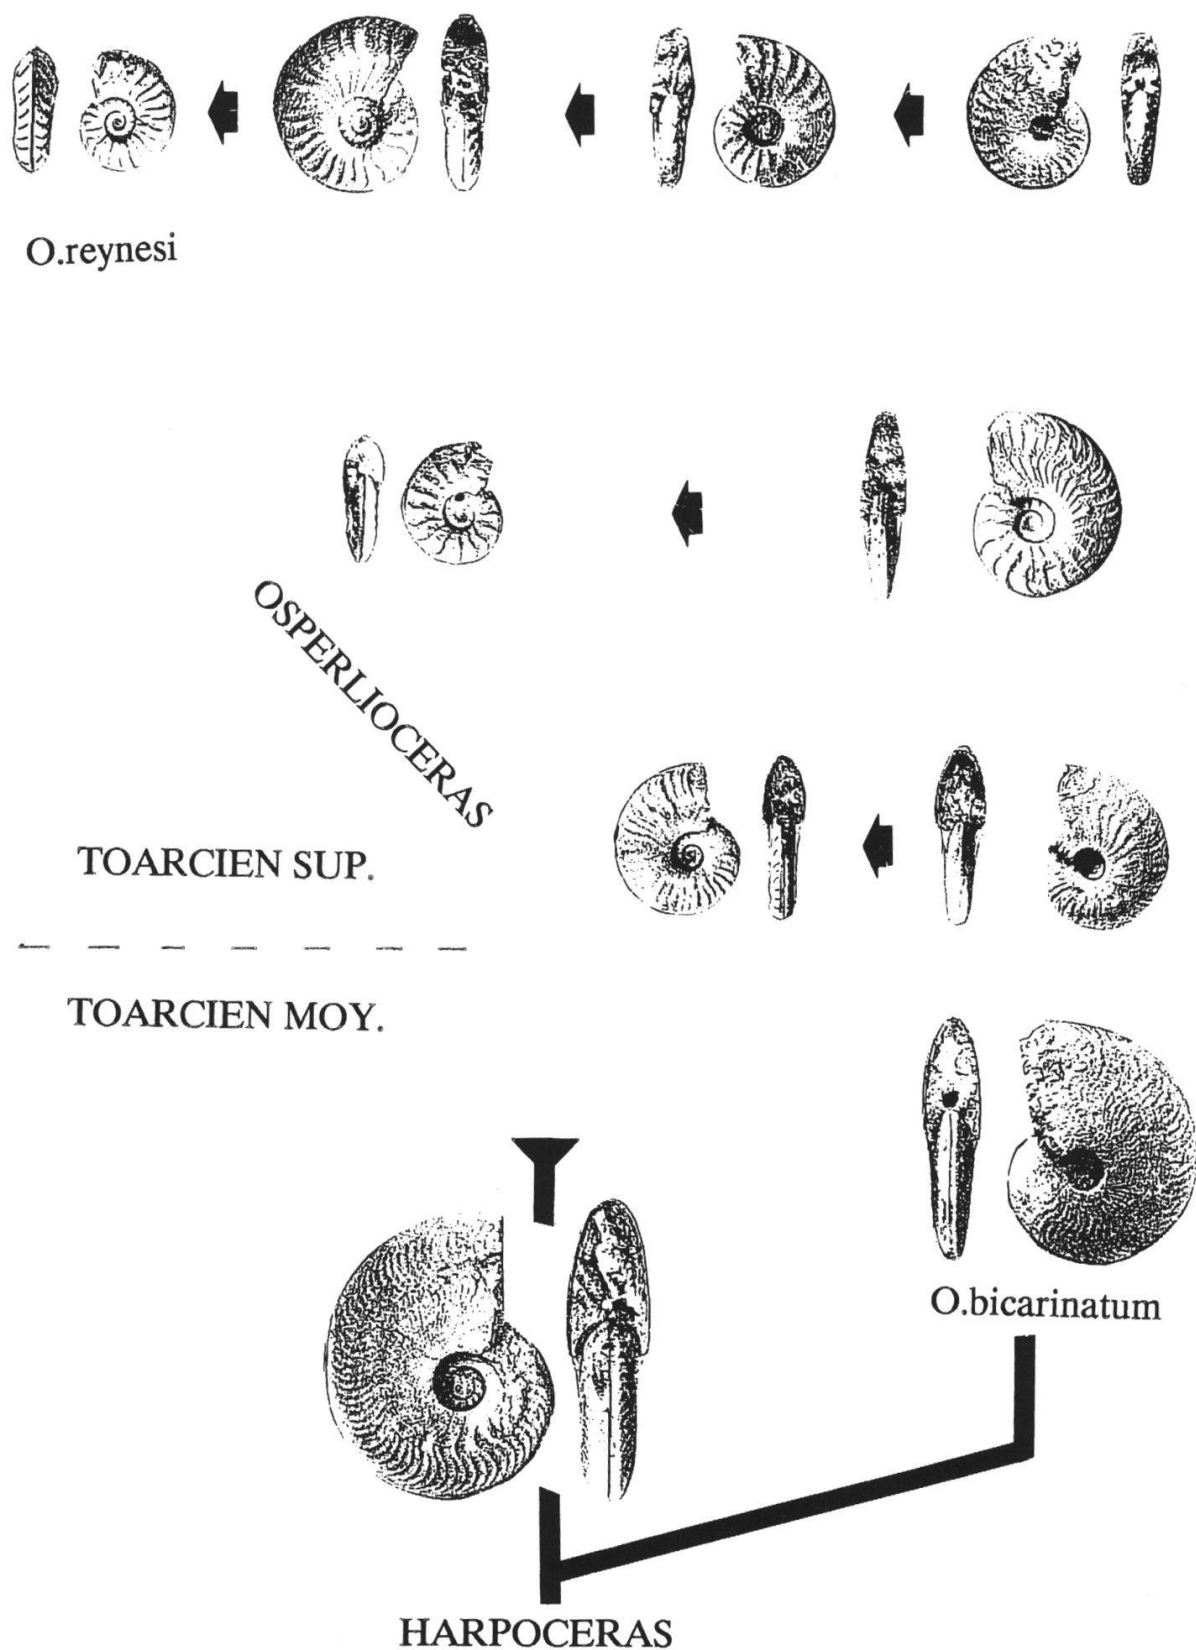 O.reynesi
OSPERLIOCERAS
TOARCIEN SUP.
TOARCIEN MOY.
O.bicarinatum
HARPOCERAS